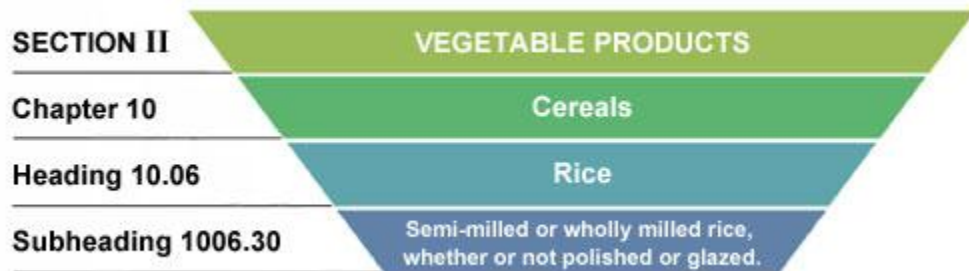 SECTION II VEGETABLE PRODUCTS
Chapter 10 Cereals
Heading 10.06 Rice
Subheading 1006.30 Semi-milled or wholly milled rice,
whether or not polished or glazed.